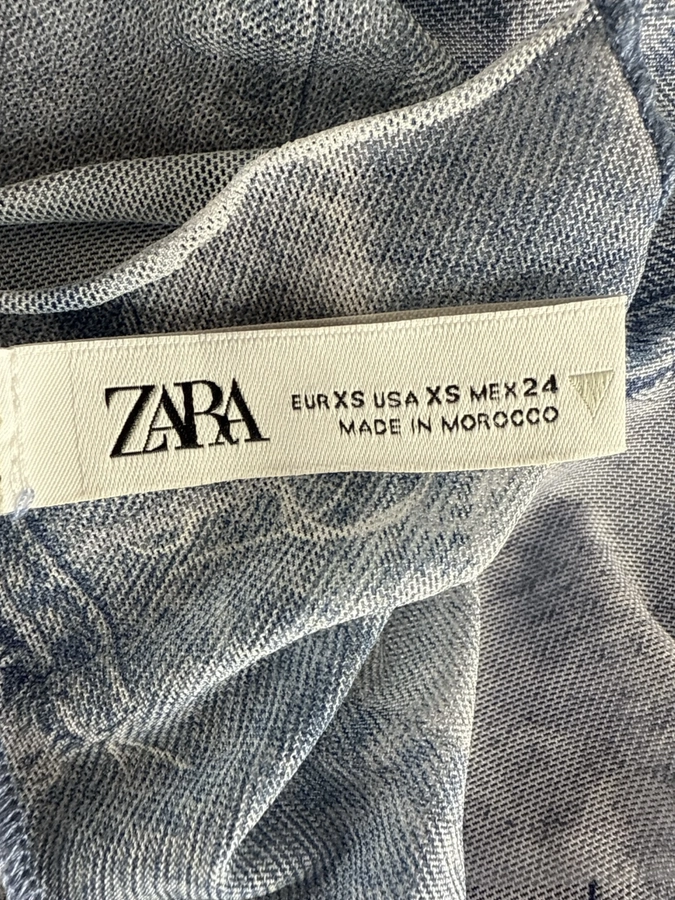 ZARA
EUR XS USA XS MEX 24
MADE IN MOROCCO